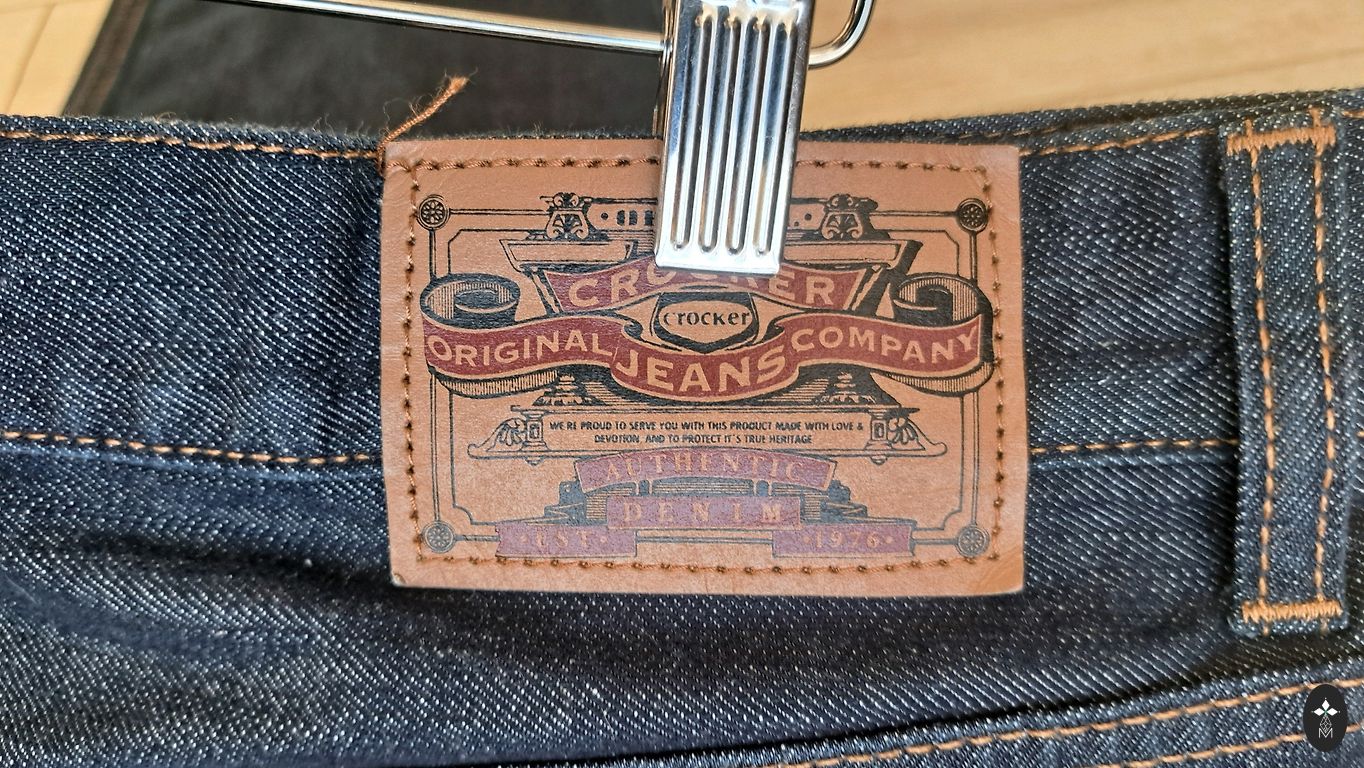 CROCKER
crocker
ORIGINAL JEANS COMPANY
WE'RE PROUD TO SERVE YOU WITH THIS PRODUCT MADE WITH LOVE &
DEVOTION, AND TO PROTECT IT´S TRUE HERITAGE
AUTHENTIC
DENIM
·EST· ·1976·
M